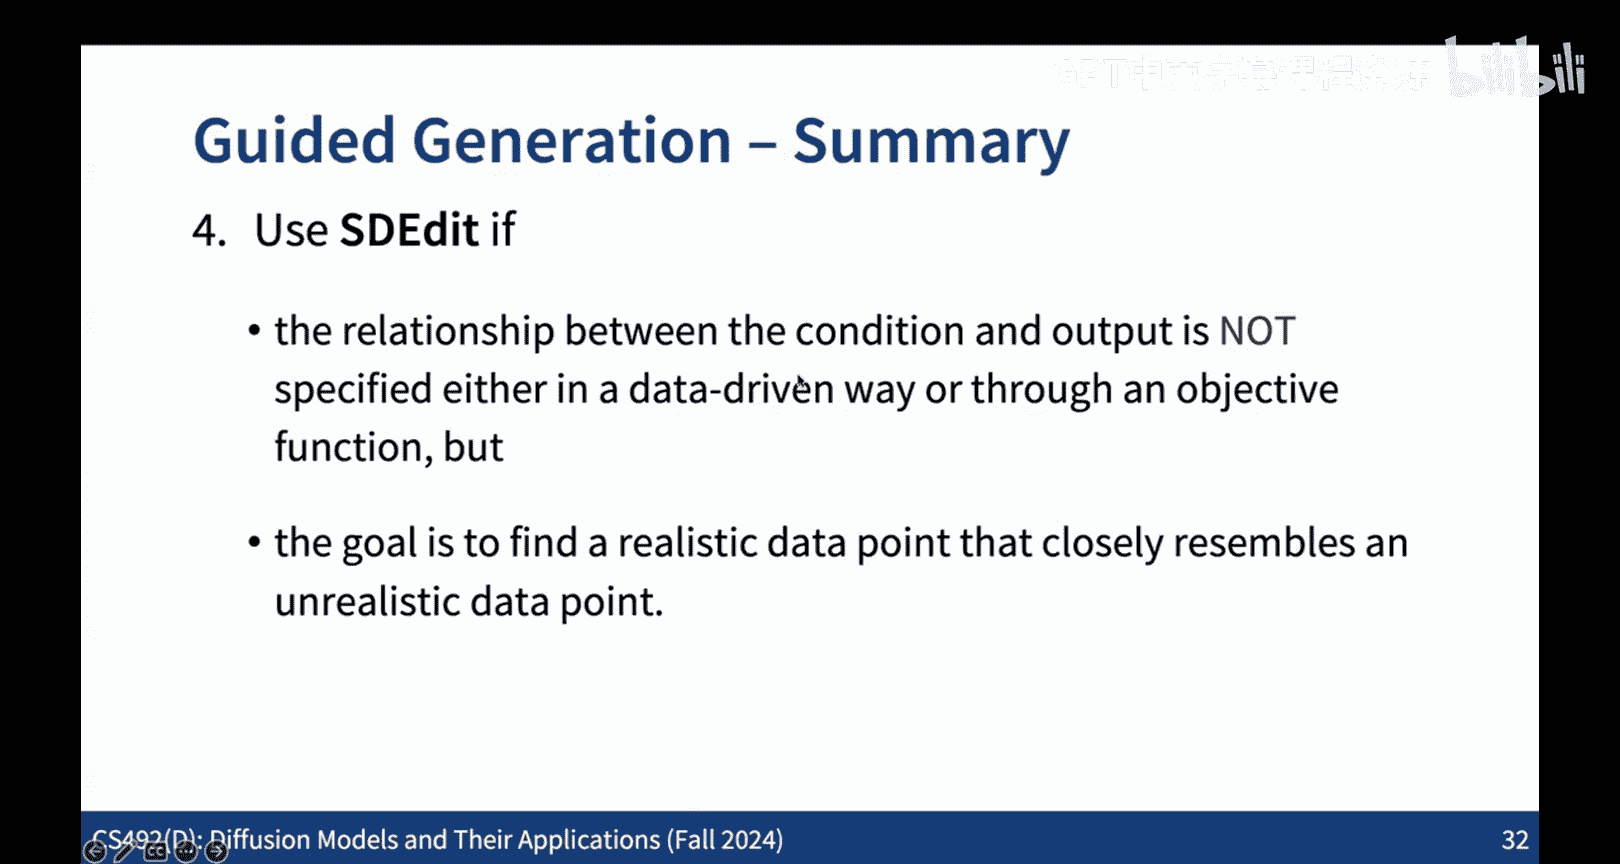 bilibili
Guided Generation – Summary
4. Use SDEdit if
• the relationship between the condition and output is NOT
specified either in a data-driven way or through an objective
function, but
• the goal is to find a realistic data point that closely resembles an
unrealistic data point.
CS492(D): Diffusion Models and Their Applications (Fall 2024)
32